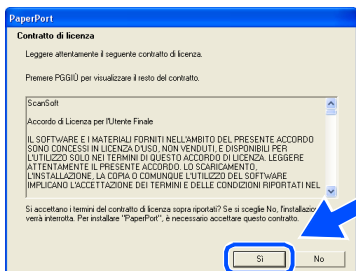 PaperPort
Contratto di licenza
Leggere attentamente il seguente contratto di licenza.
Premere PGGIÙ per visualizzare il resto del contratto.
ScanSoft
Accordo di Licenza per l'Utente Finale
IL SOFTWARE E I MATERIALI FORNITI NELL'AMBITO DEL PRESENTE ACCORDO
SONO CONCESSI IN LICENZA D'USO, NON VENDUTI, E DISPONIBILI PER
L'UTILIZZO SOLO NEI TERMINI DI QUESTO ACCORDO DI LICENZA. LEGGERE
ATTENTAMENTE IL PRESENTE ACCORDO. LO SCARICAMENTO,
L'INSTALLAZIONE, LA COPIA O COMUNQUE L'UTILIZZO DEL SOFTWARE
IMPLICANO L'ACCETTAZIONE DEI TERMINI E DELLE CONDIZIONI RIPORTATI NEL
Si accettano i termini del contratto di licenza sopra riportati? Se si sceglie No, l'installazione
verrà interrotta. Per installare "PaperPort", è necessario accettare questo contratto.
Sì
No